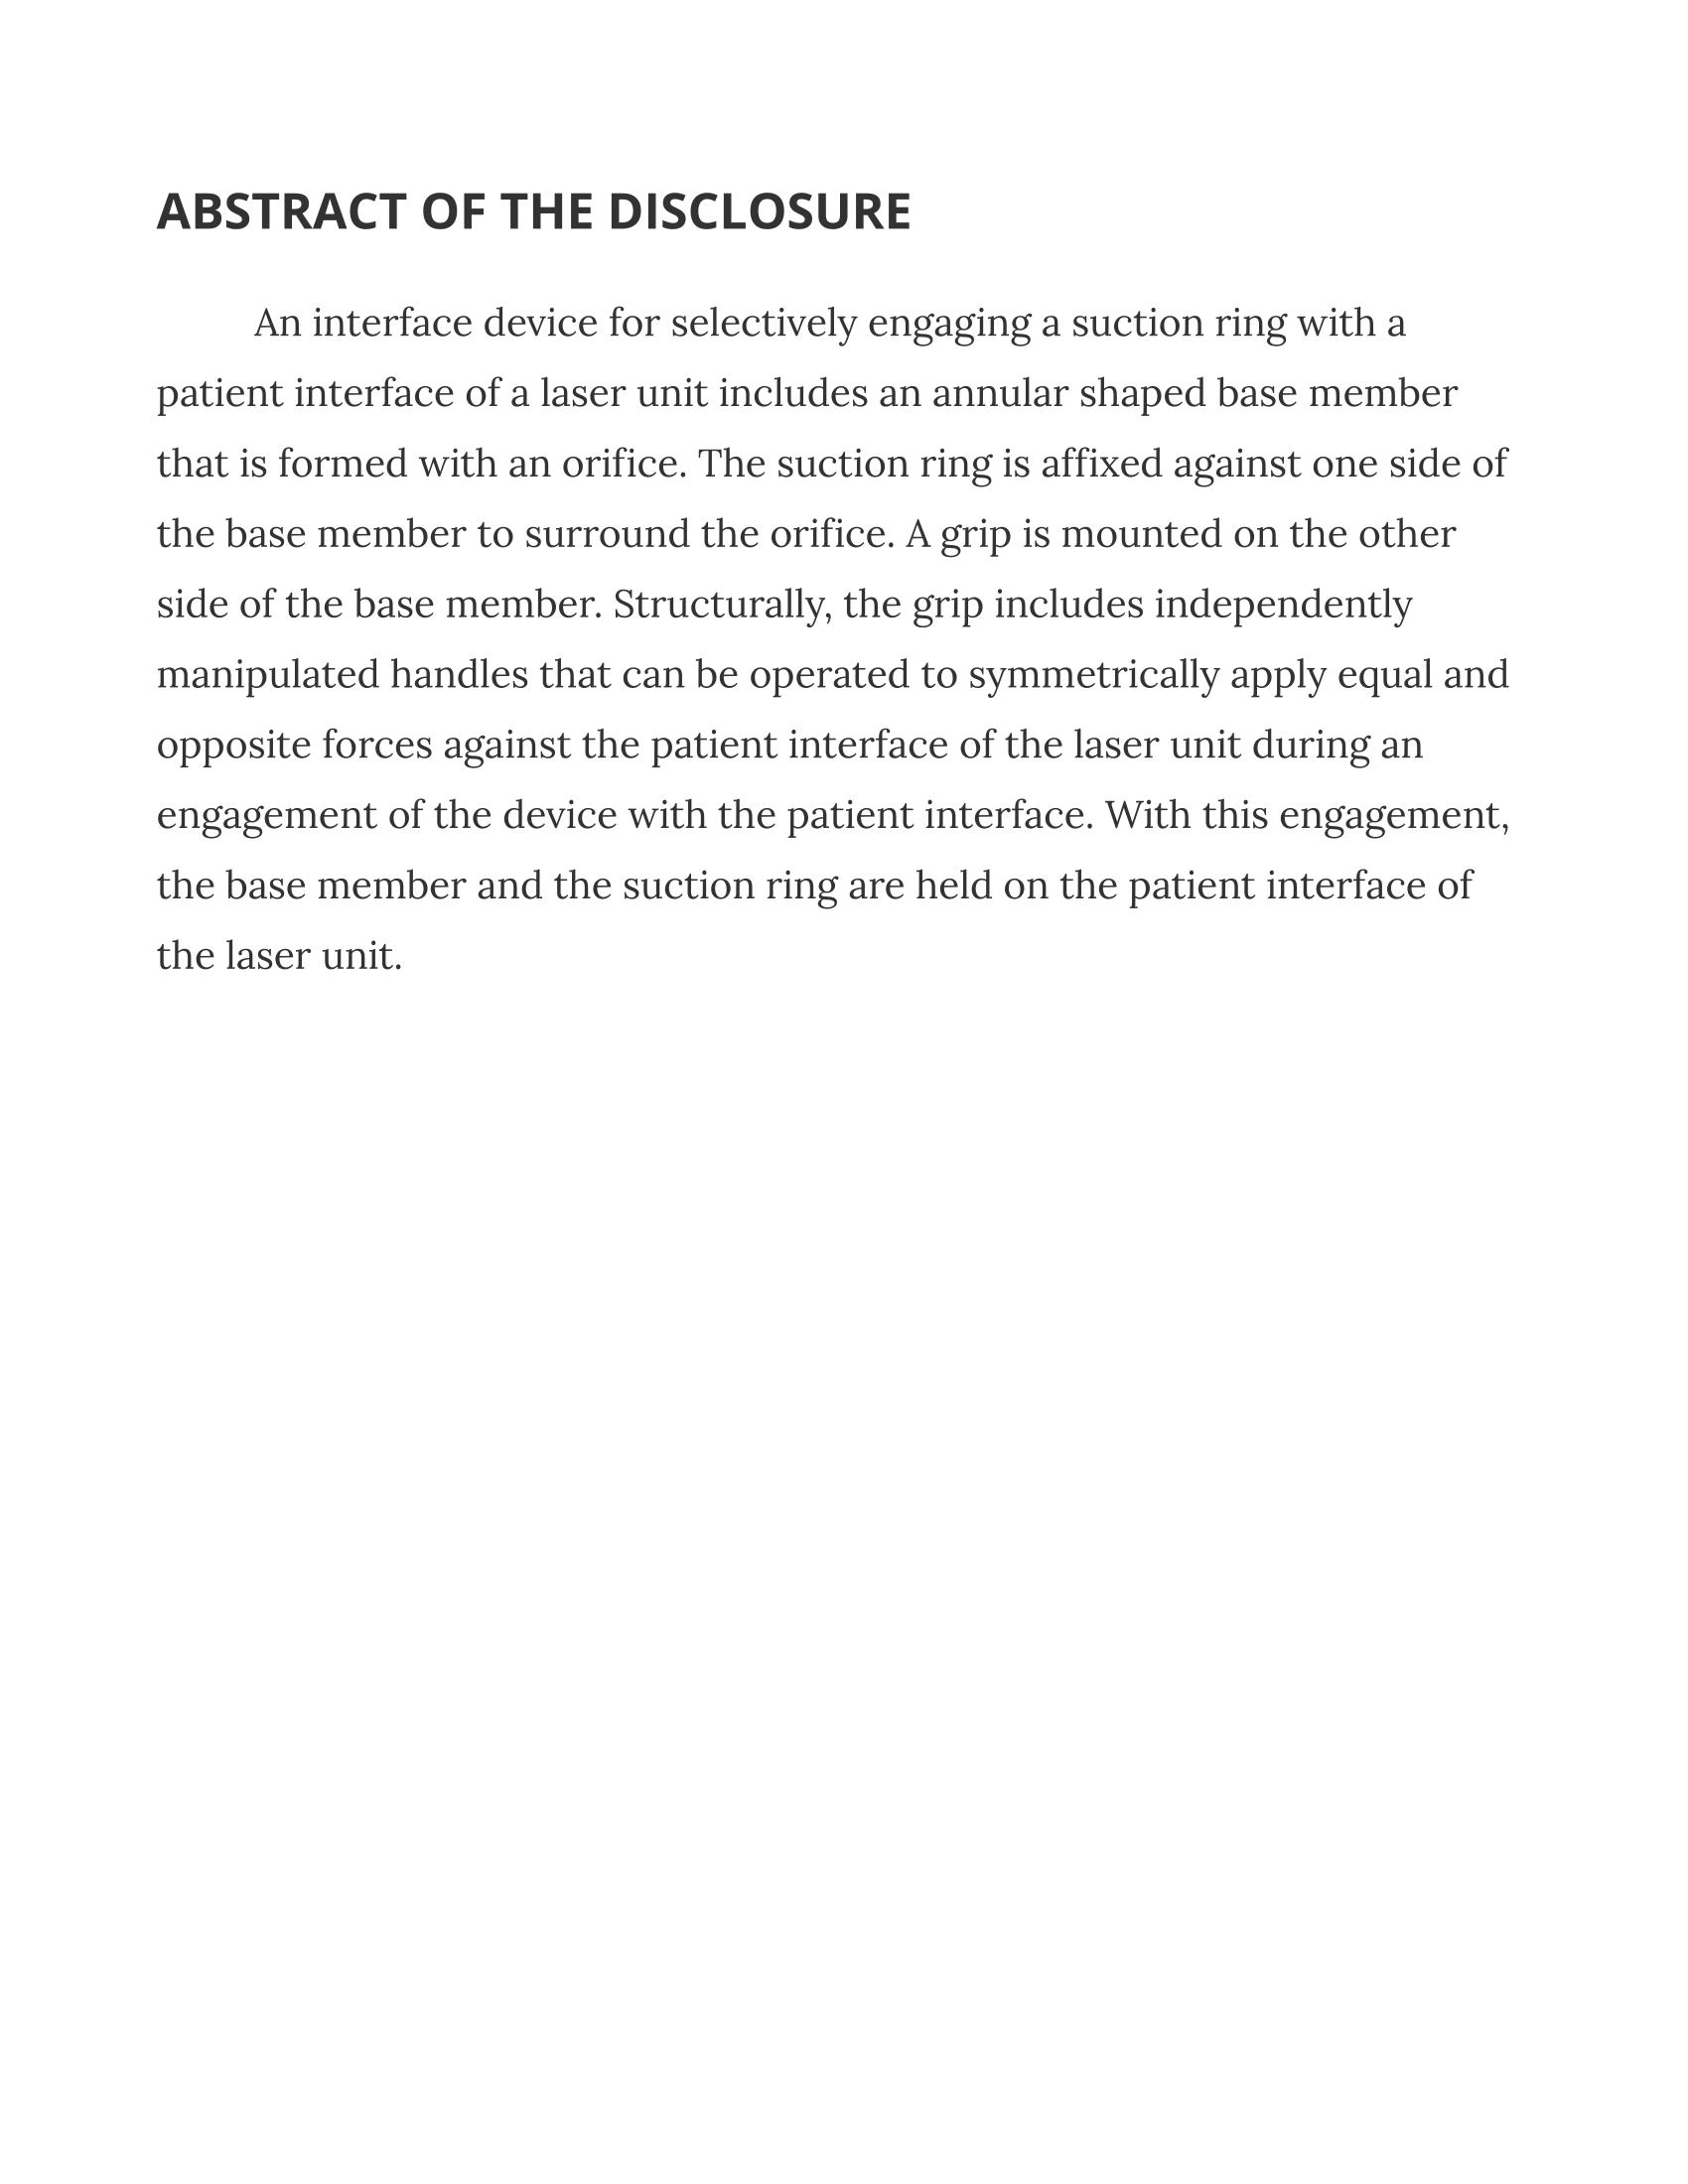 ABSTRACT OF THE DISCLOSURE
An interface device for selectively engaging a suction ring with a
patient interface of a laser unit includes an annular shaped base member
that is formed with an orifice. The suction ring is affixed against one side of
the base member to surround the orifice. A grip is mounted on the other
side of the base member. Structurally, the grip includes independently
manipulated handles that can be operated to symmetrically apply equal and
opposite forces against the patient interface of the laser unit during an
engagement of the device with the patient interface. With this engagement,
the base member and the suction ring are held on the patient interface of
the laser unit.